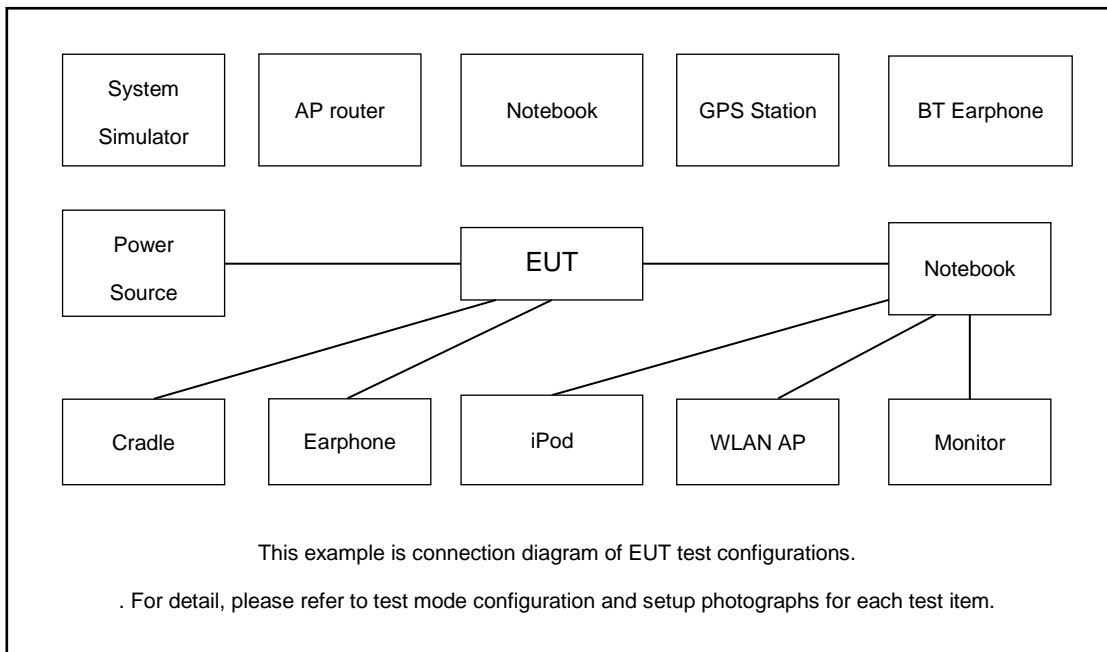 System
Simulator
AP router
Notebook
GPS Station
BT Earphone
Power
Source
EUT
Notebook
Cradle
Earphone
iPod
WLAN AP
Monitor
This example is connection diagram of EUT test configurations.
. For detail, please refer to test mode configuration and setup photographs for each test item.